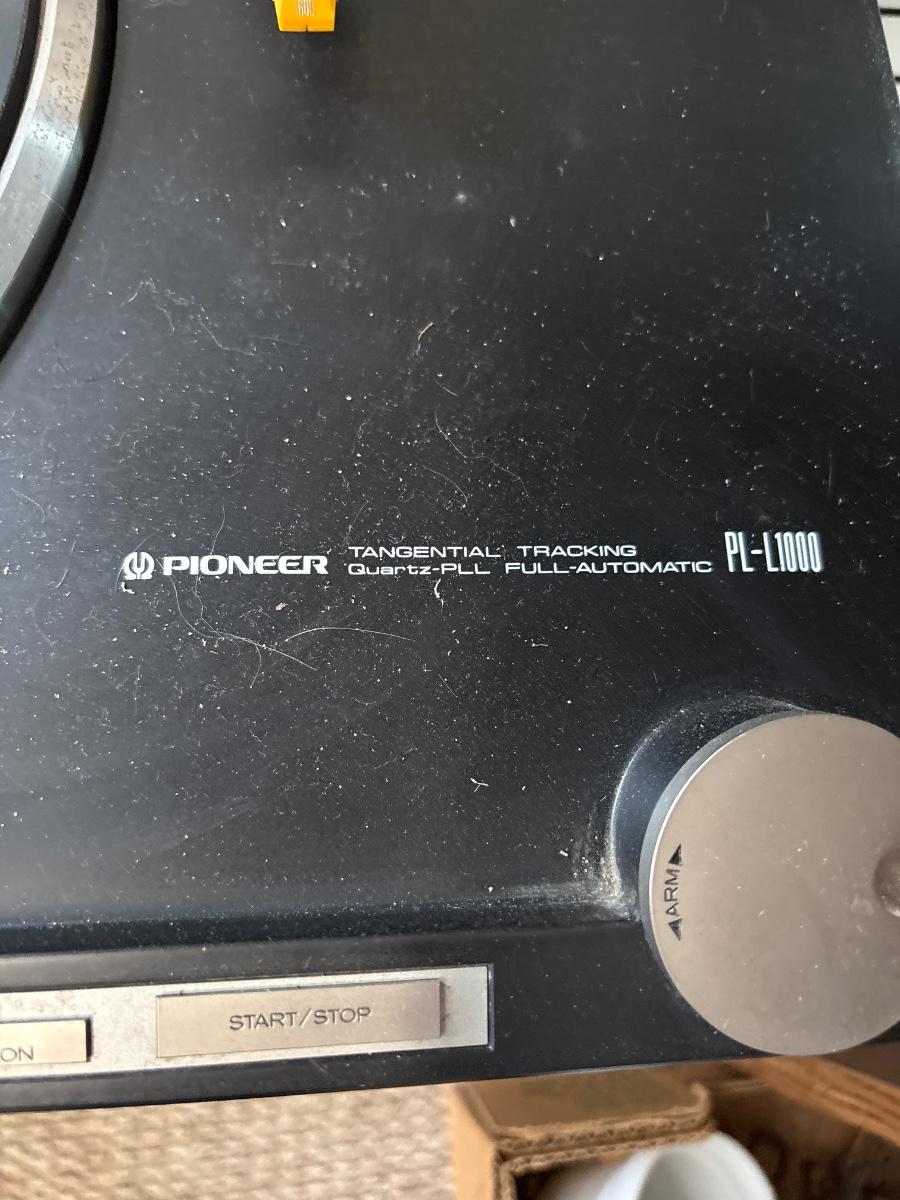 PIONEER
TANGENTIAL TRACKING
Quartz-PLL FULL-AUTOMATIC
PL-L1000
◀ARM▶
START/STOP
ON